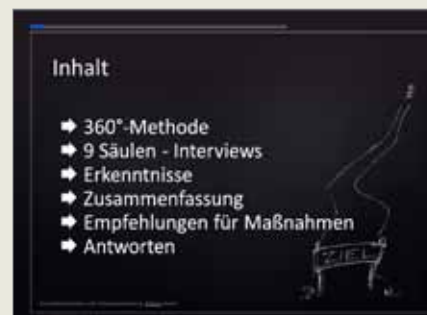 Inhalt
360°-Methode
9 Säulen - Interviews
Erkenntnisse
Zusammenfassung
Empfehlungen für Maßnahmen
Antworten
ZIEL